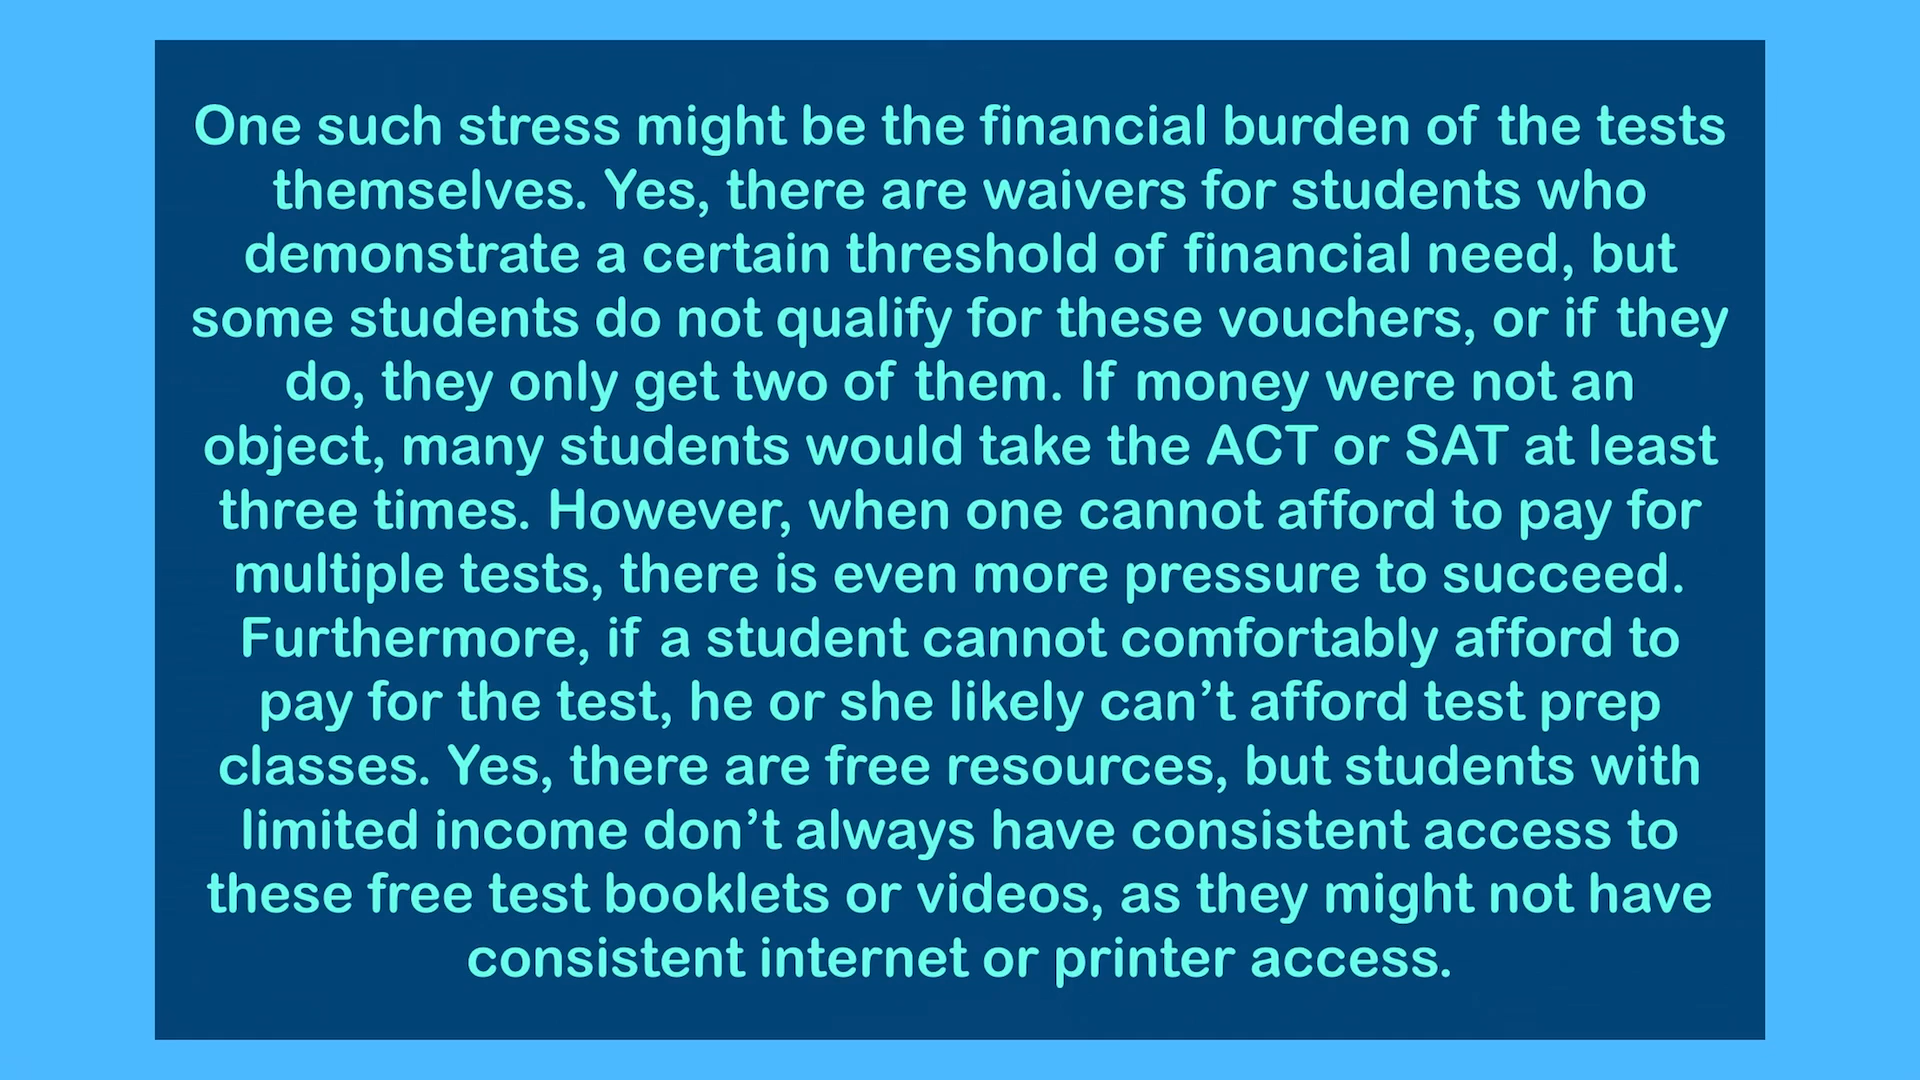 One such stress might be the financial burden of the tests
themselves. Yes, there are waivers for students who
demonstrate a certain threshold of financial need, but
some students do not qualify for these vouchers, or if they
do, they only get two of them. If money were not an
object, many students would take the ACT or SAT at least
three times. However, when one cannot afford to pay for
multiple tests, there is even more pressure to succeed.
Furthermore, if a student cannot comfortably afford to
pay for the test, he or she likely can’t afford test prep
classes. Yes, there are free resources, but students with
limited income don’t always have consistent access to
these free test booklets or videos, as they might not have
consistent internet or printer access.